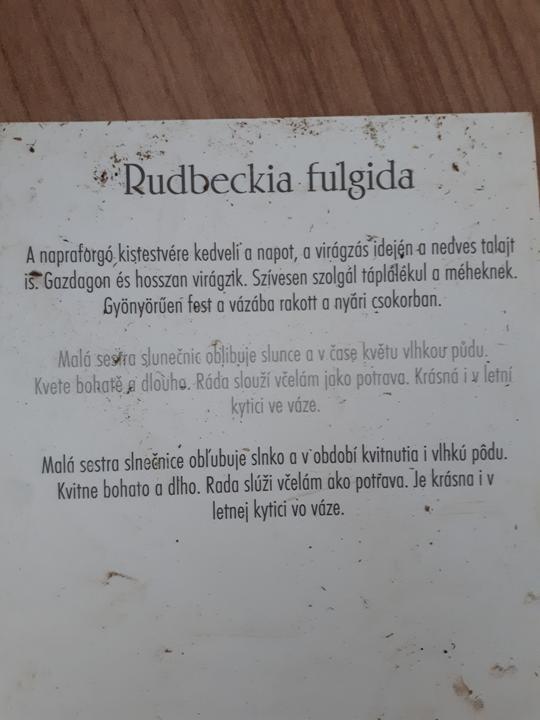 Rudbeckia fulgida
A napraforgó kistestvére kedveli a napot, a virágzás idején a nedves talajt
is. Gazdagon és hosszan virágzik. Szívesen szolgál táplálékul a méheknek.
Gyönyörűen fest a vázába rakott a nyári csokorban.
Malá sestra slunečnic oblibuje slunce a v čase květu vlhkou půdu.
Kvete bohatě a dlouho. Ráda slouží včelám jako potrava. Krásná i v letní
kytici ve váze.
Malá sestra slnečnice obľubuje slnko a v období kvitnutia i vlhkú pôdu.
Kvitne bohato a dlho. Rada slúži včelám ako potrava. Je krásna i v
letnej kytici vo váze.